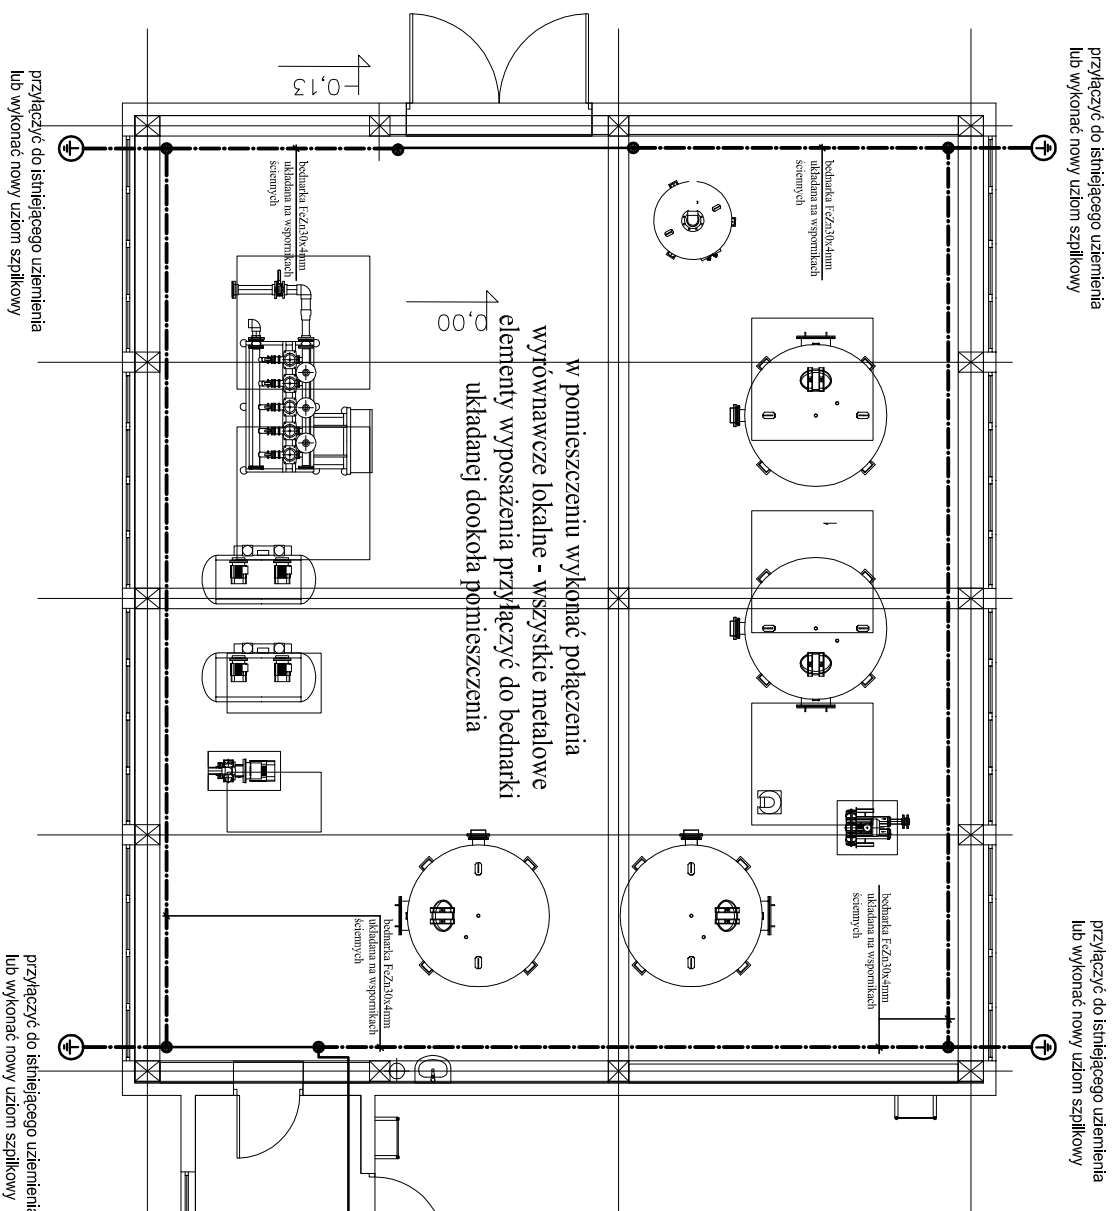 przyłączyć do istniejącego uziemienia
lub wykonać nowy uziom szpilkowy
przyłączyć do istniejącego uziemienia
lub wykonać nowy uziom szpilkowy
-0,13
bednarka FeZn30x4mm
układana na wspornikach
ściennych
bednarka FeZn30x4mm
układana na wspornikach
ściennych
0,00
w pomieszczeniu wykonać połączenia
wyrównawcze lokalne - wszystkie metalowe
elementy wyposażenia przyłączyć do bednarki
układanej dookoła pomieszczenia
bednarka FeZn30x4mm
układana na wspornikach
ściennych
bednarka FeZn30x4mm
układana na wspornikach
ściennych
przyłączyć do istniejącego uziemienia
lub wykonać nowy uziom szpilkowy
przyłączyć do istniejącego uziemienia
lub wykonać nowy uziom szpilkowy